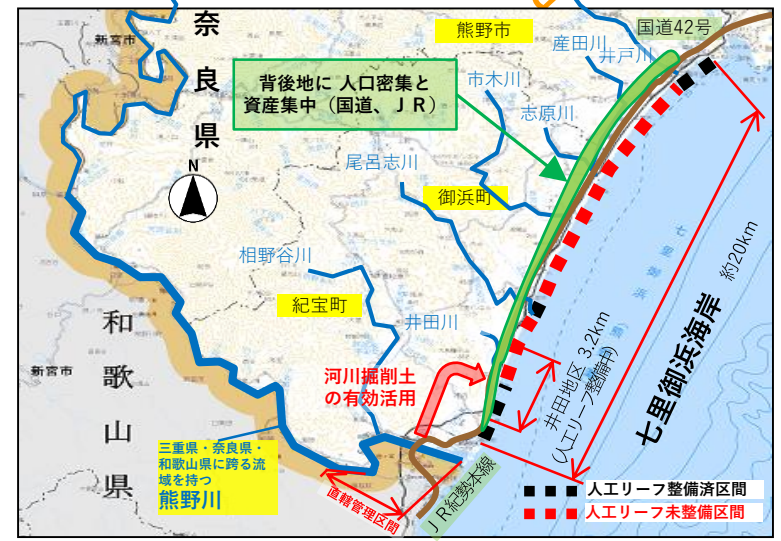 新宮市
奈良県
熊野市
国道42号
産田川
井戸川
背後地に 人口密集と
資産集中（国道、ＪＲ）
市木川
志原川
N
尾呂志川
御浜町
七里御浜
約20km
相野谷川
紀宝町
井田川
和歌山県
新宮市
河川掘削土
の有効活用
井田地区 3.2km
(人工リーフ整備中)
七里御浜海岸
三重県・奈良県・
和歌山県に跨る流
域を持つ
熊野川
直轄管理区間
ＪＲ紀勢本線
人工リーフ整備済区間
人工リーフ未整備区間